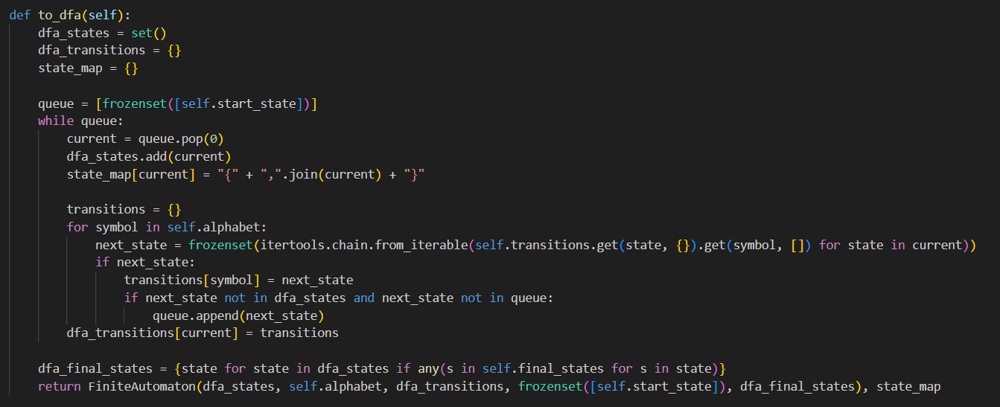 def to_dfa(self):
    dfa_states = set()
    dfa_transitions = {}
    state_map = {}

    queue = [frozenset([self.start_state])]
    while queue:
        current = queue.pop(0)
        dfa_states.add(current)
        state_map[current] = "{" + ",".join(current) + "}"

        transitions = {}
        for symbol in self.alphabet:
            next_state = frozenset(itertools.chain.from_iterable(self.transitions.get(state, {}).get(symbol, []) for state in current))
            if next_state:
                transitions[symbol] = next_state
                if next_state not in dfa_states and next_state not in queue:
                    queue.append(next_state)
        dfa_transitions[current] = transitions

    dfa_final_states = {state for state in dfa_states if any(s in self.final_states for s in state)}
    return FiniteAutomaton(dfa_states, self.alphabet, dfa_transitions, frozenset([self.start_state]), dfa_final_states), state_map